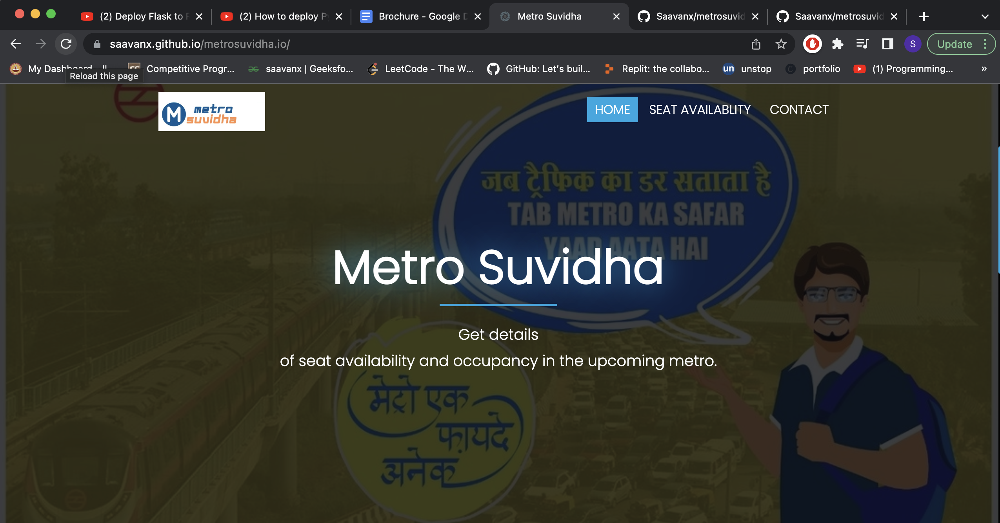 (2) Deploy Flask to
(2) How to deploy
Brochure - Google
Metro Suvidha
Saavanx/metrosuvid
Saavanx/metrosuvid
saavanx.github.io/metrosuvidha.io/
S
Update
My Dashboard
Competitive Progr...
saavanx | Geeksfo...
LeetCode - The W...
GitHub: Let's buil...
Replit: the collabo...
un unstop
portfolio
(1) Programming...
»
Reload this page
M metro
suvidha
HOME
SEAT AVAILABLITY
CONTACT
जब ट्रैफिक का डर सताता है
TAB METRO KA SAFAR
YAAD AATA HAI
Metro Suvidha
Get details
of seat availability and occupancy in the upcoming metro.
मेट्रो एक
फ़ायदे
अनेक